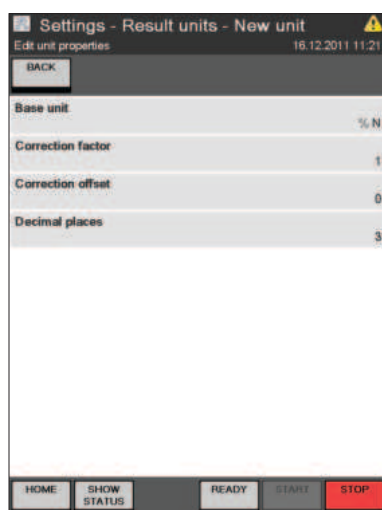 Settings - Result units - New unit
Edit unit properties 16.12.2011 11:21
BACK
Base unit
% N
Correction factor
1
Correction offset
0
Decimal places
3
HOME SHOW STATUS READY START STOP